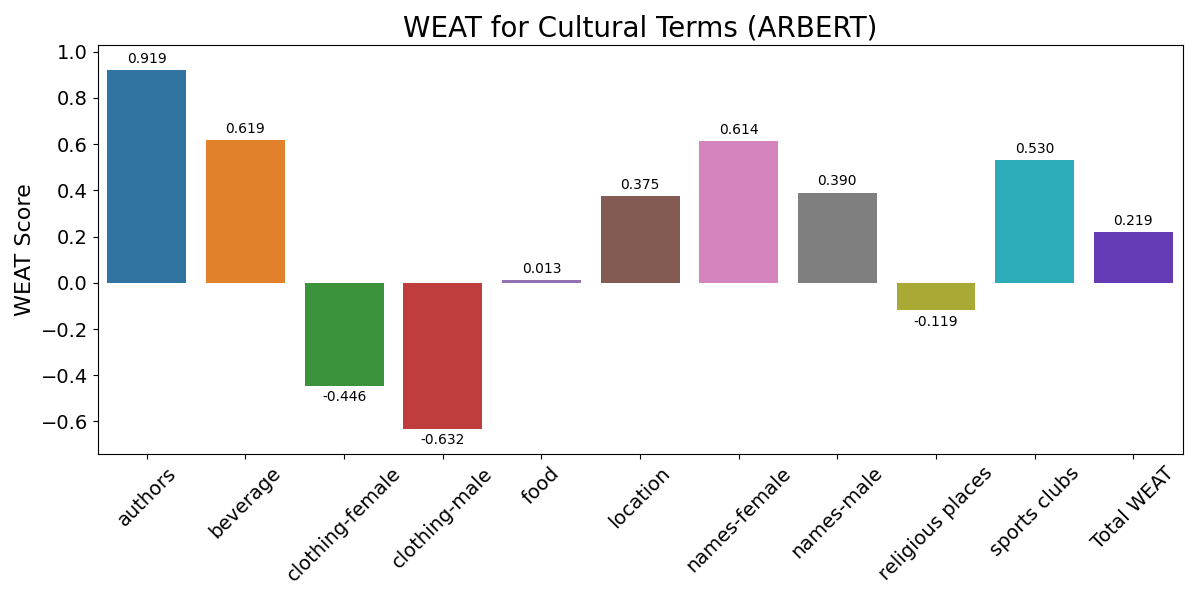 WEAT for Cultural Terms (ARBERT)
WEAT Score
1.0
0.8
0.6
0.4
0.2
0.0
−0.2
−0.4
−0.6
0.919
0.619
-0.446
-0.632
0.013
0.375
0.614
0.390
-0.119
0.530
0.219
authors
beverage
clothing-female
clothing-male
food
location
names-female
names-male
religious places
sports clubs
Total WEAT